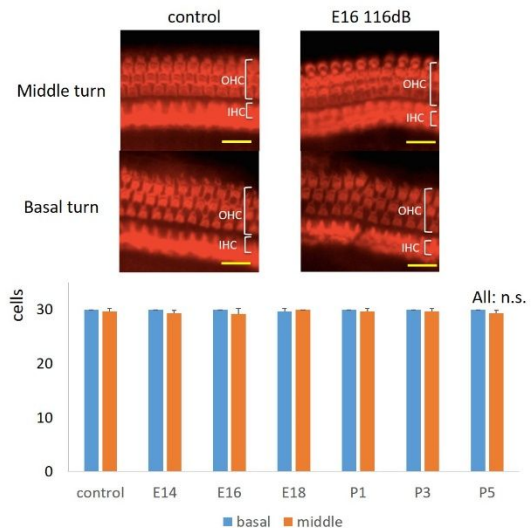 control E16 116dB
Middle turn
OHC OHC
IHC IHC
Basal turn
OHC OHC
IHC IHC
cells
All: n.s.
30
20
10
0
control E14 E16 E18 P1 P3 P5
basal middle